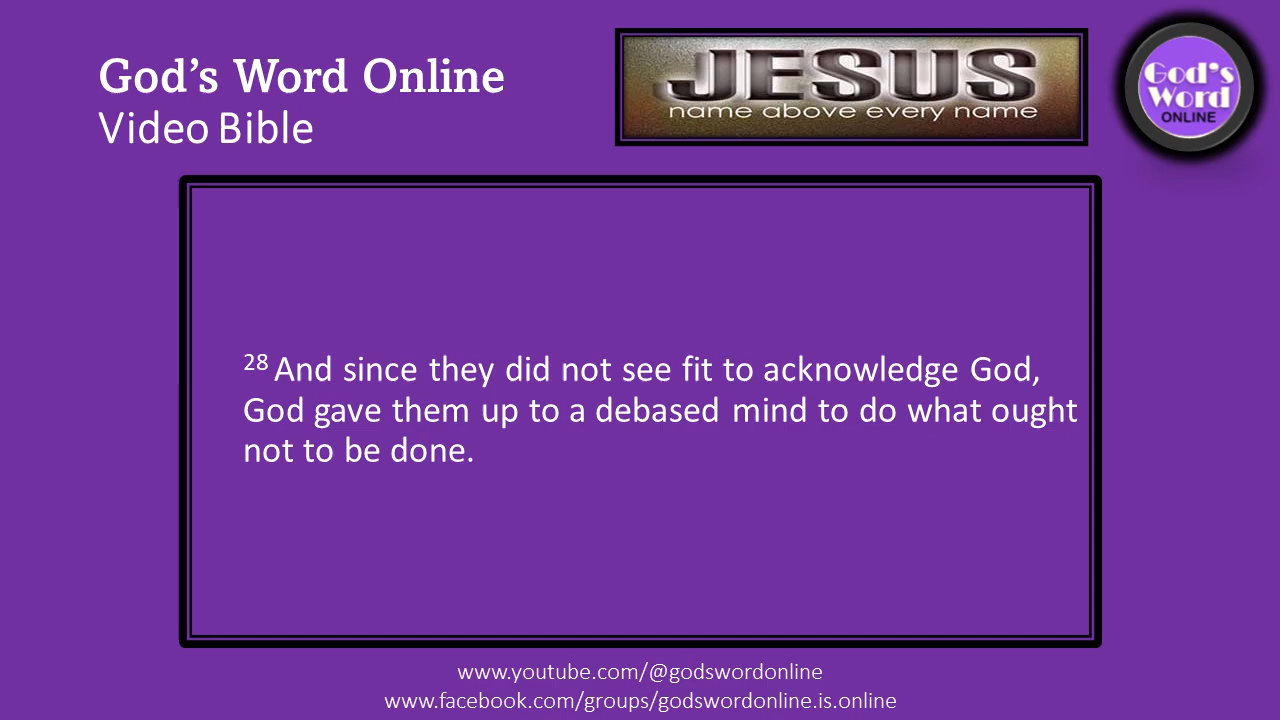 God’s Word Online
Video Bible
JESUS
name above every name
God's
Word
ONLINE
28 And since they did not see fit to acknowledge God,
God gave them up to a debased mind to do what ought
not to be done.
www.youtube.com/@godswordonline
www.facebook.com/groups/godswordonline.is.online